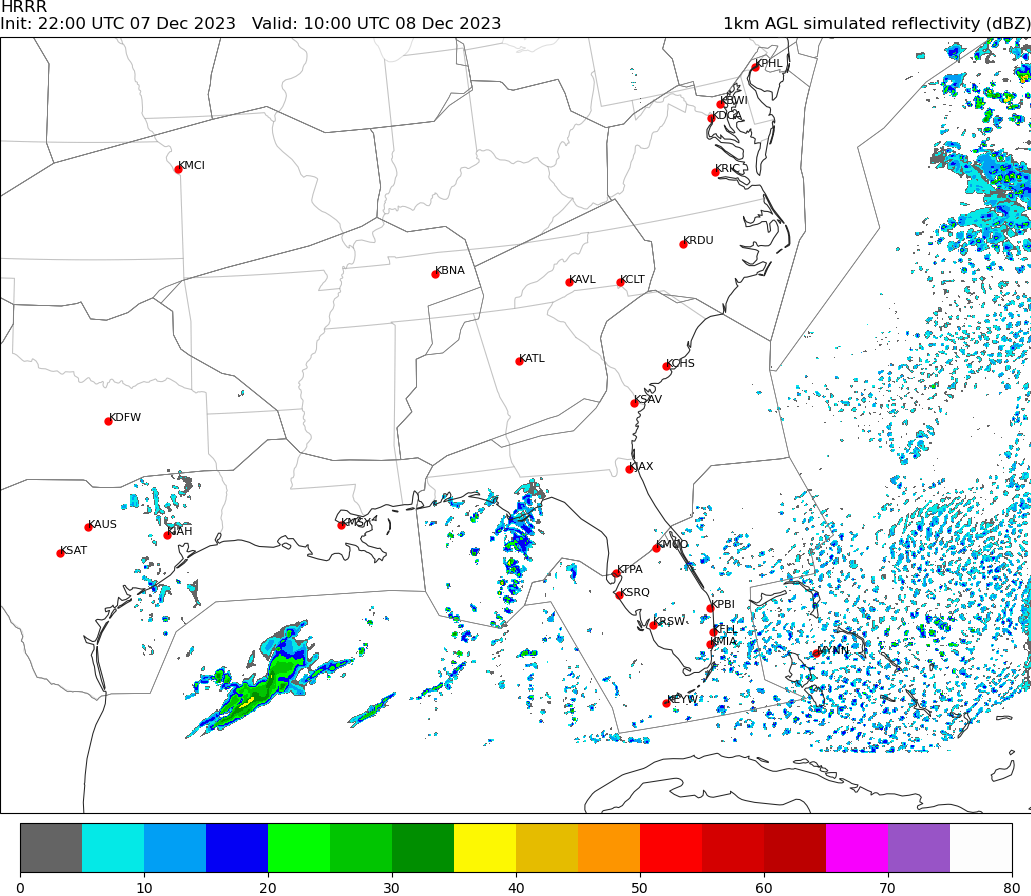 HRRR
Init: 22:00 UTC 07 Dec 2023   Valid: 10:00 UTC 08 Dec 2023   1km AGL simulated reflectivity (dBZ)
KPHL
KBWI
KDCA
KMCI
KRIC
KRDU
KBNA
KAVL KCLT
KATL
KCHS
KSAV
KDFW
KJAX
KMSY
KAUS
KIAH
KMCO
KSAT
KTPA
KSRQ
KPBI
KRSW
KFLL
KMIA
MYNN
KEYW
0 10 20 30 40 50 60 70 80